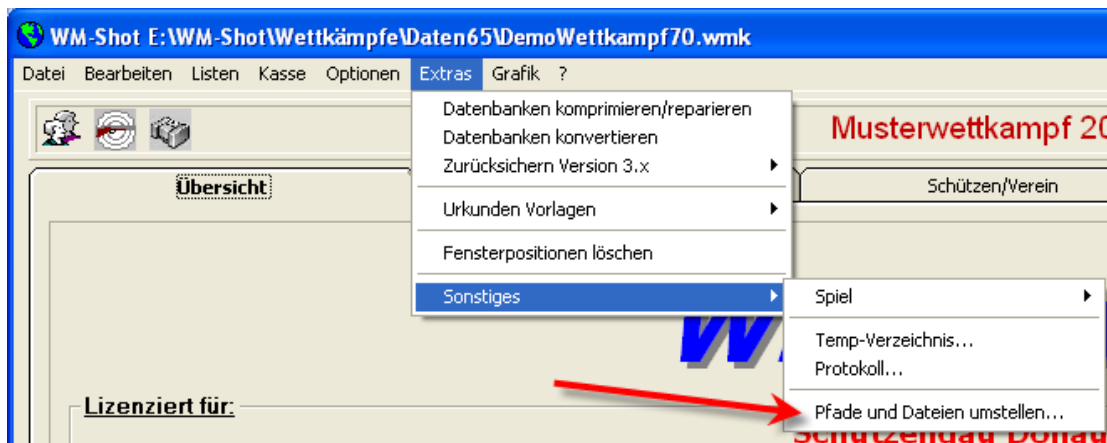 WM-Shot E:\WM-Shot\Wettkämpfe\Daten65\DemoWettkampf70.wmk
Datei Bearbeiten Listen Kasse Optionen Extras Grafik ?
Datenbanken komprimieren/reparieren
Datenbanken konvertieren
Zurücksichern Version 3.x
Urkunden Vorlagen
Fensterpositionen löschen
Sonstiges
Musterwettkampf 20
Übersicht
Schützen/Verein
Spiel
Temp-Verzeichnis...
Protokoll...
Pfade und Dateien umstellen...
W
Lizenziert für:
Schützengau Donau